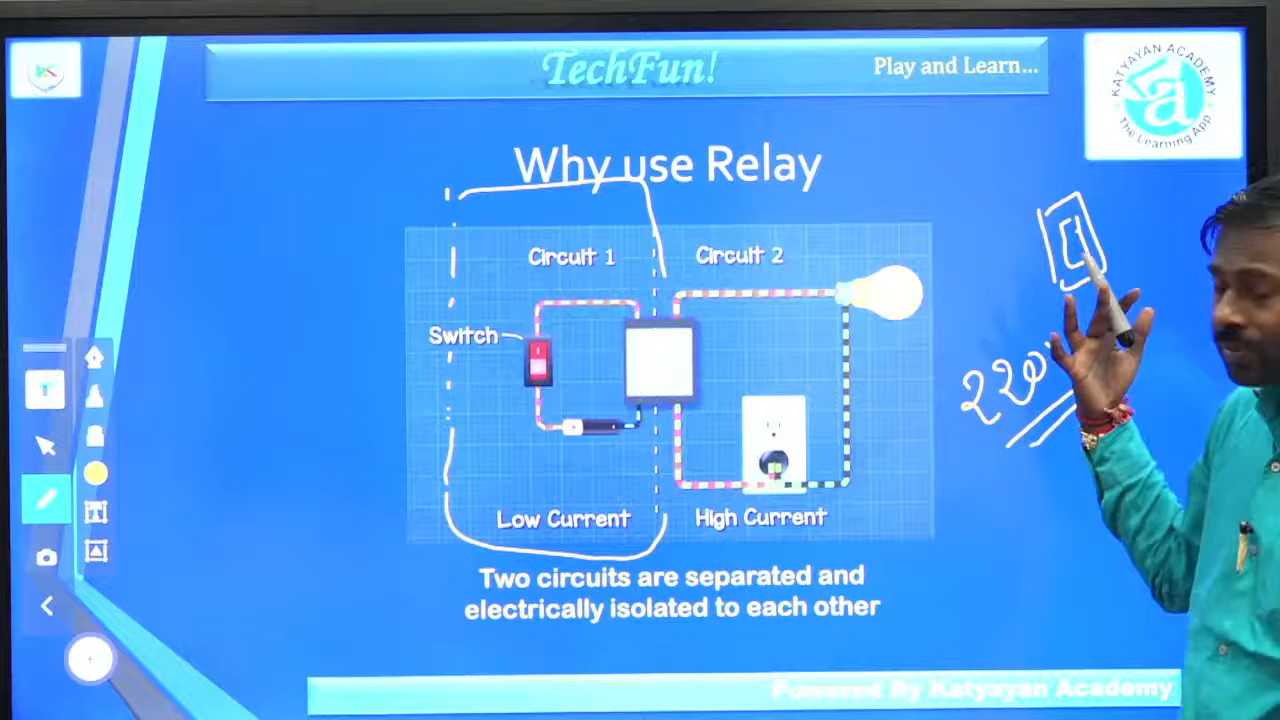 TechFun!
Play and Learn...
KATYAYAN ACADEMY
The Learning App
Why use Relay
Circuit 1
Circuit 2
Switch
220
Low Current
High Current
Two circuits are separated and
electrically isolated to each other
Powered By Katyayan Academy